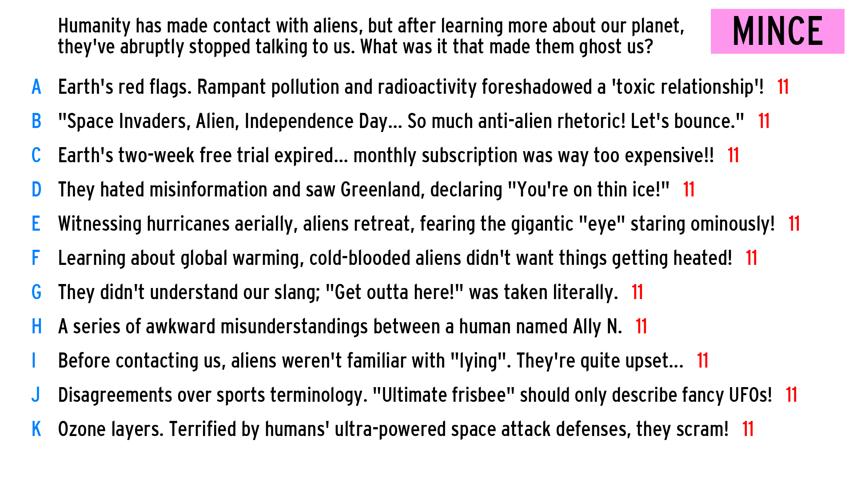 Humanity has made contact with aliens, but after learning more about our planet,
they've abruptly stopped talking to us. What was it that made them ghost us?
MINCE
A Earth's red flags. Rampant pollution and radioactivity foreshadowed a 'toxic relationship'! 11
B "Space Invaders, Alien, Independence Day... So much anti-alien rhetoric! Let's bounce." 11
C Earth's two-week free trial expired... monthly subscription was way too expensive!! 11
D They hated misinformation and saw Greenland, declaring "You're on thin ice!" 11
E Witnessing hurricanes aerially, aliens retreat, fearing the gigantic "eye" staring ominously! 11
F Learning about global warming, cold-blooded aliens didn't want things getting heated! 11
G They didn't understand our slang; "Get outta here!" was taken literally. 11
H A series of awkward misunderstandings between a human named Ally N. 11
I Before contacting us, aliens weren't familiar with "lying". They're quite upset... 11
J Disagreements over sports terminology. "Ultimate frisbee" should only describe fancy UFOs! 11
K Ozone layers. Terrified by humans' ultra-powered space attack defenses, they scram! 11